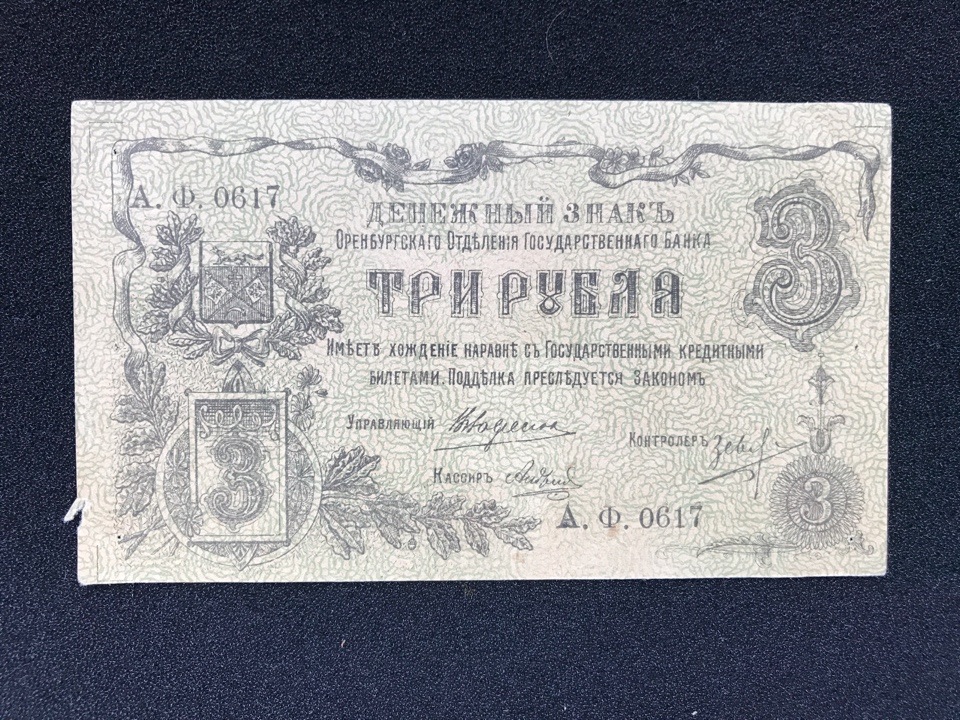 А. Ф. 0617
3
ДЕНЕЖНЫЙ ЗНАКЪ
ОРЕНБУРГСКАГО ОТДѢЛЕНІЯ ГОСУДАРСТВЕННАГО БАНКА
ТРИ РУБЛЯ
ИМѢЕТЪ ХОЖДЕНІЕ НАРАВНѢ СЪ ГОСУДАРСТВЕННЫМИ КРЕДИТНЫМИ
БИЛЕТАМИ. ПОДДѢЛКА ПРЕСЛѢДУЕТСЯ ЗАКОНОМЪ
УПРАВЛЯЮЩІЙ
КОНТРОЛЕРЪ
КАССИРЪ
3
3
А. Ф. 0617